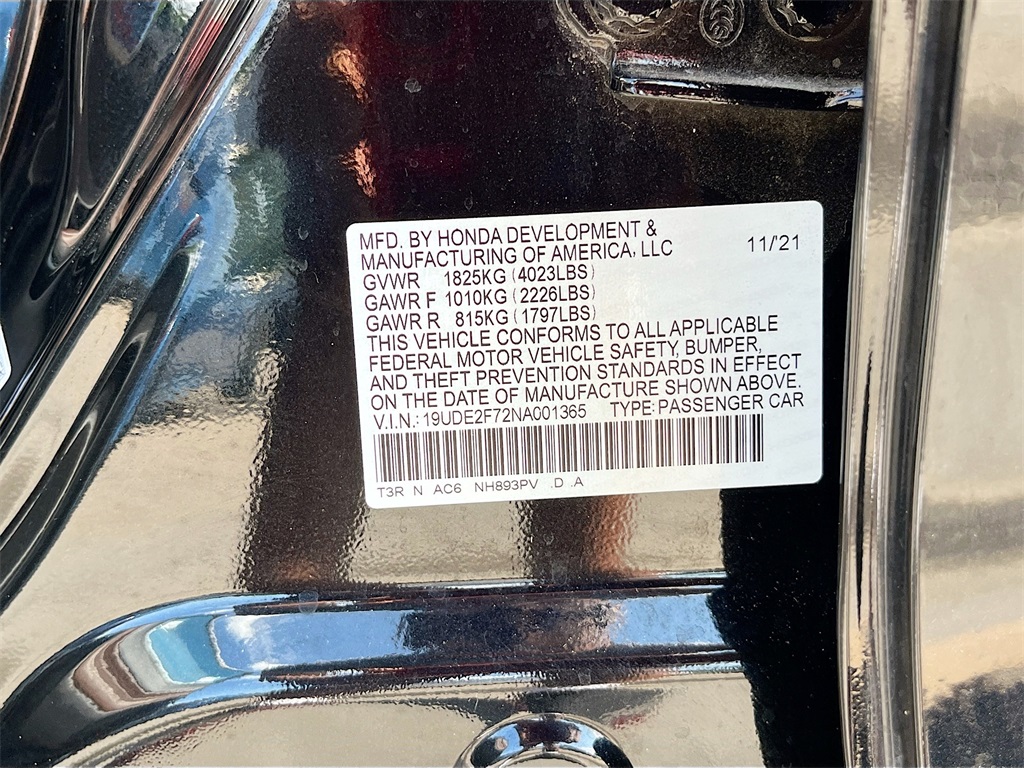 MFD. BY HONDA DEVELOPMENT &
MANUFACTURING OF AMERICA, LLC 11/21
GVWR 1825KG (4023LBS)
GAWR F 1010KG (2226LBS)
GAWR R 815KG (1797LBS)
THIS VEHICLE CONFORMS TO ALL APPLICABLE
FEDERAL MOTOR VEHICLE SAFETY, BUMPER,
AND THEFT PREVENTION STANDARDS IN EFFECT
ON THE DATE OF MANUFACTURE SHOWN ABOVE.
V.I.N.: 19UDE2F72NA001365 TYPE: PASSENGER CAR
T3R N AC6 NH893PV .D .A